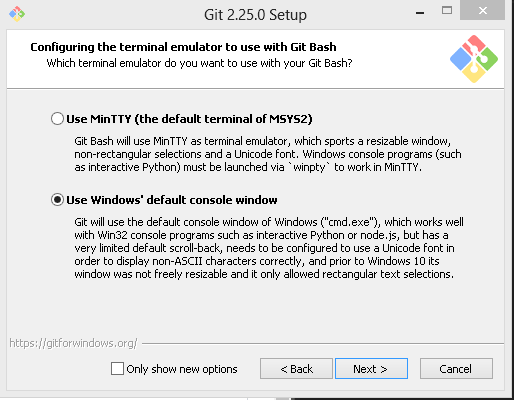 Git 2.25.0 Setup
Configuring the terminal emulator to use with Git Bash
Which terminal emulator do you want to use with your Git Bash?
Use MinTTY (the default terminal of MSYS2)
Git Bash will use MinTTY as terminal emulator, which sports a resizable window,
non-rectangular selections and a Unicode font. Windows console programs (such
as interactive Python) must be launched via `winpty` to work in MinTTY.
Use Windows' default console window
Git will use the default console window of Windows ("cmd.exe"), which works well
with Win32 console programs such as interactive Python or node.js, but has a
very limited default scroll-back, needs to be configured to use a Unicode font in
order to display non-ASCII characters correctly, and prior to Windows 10 its
window was not freely resizable and it only allowed rectangular text selections.
https://gitforwindows.org/
Only show new options
< Back
Next >
Cancel